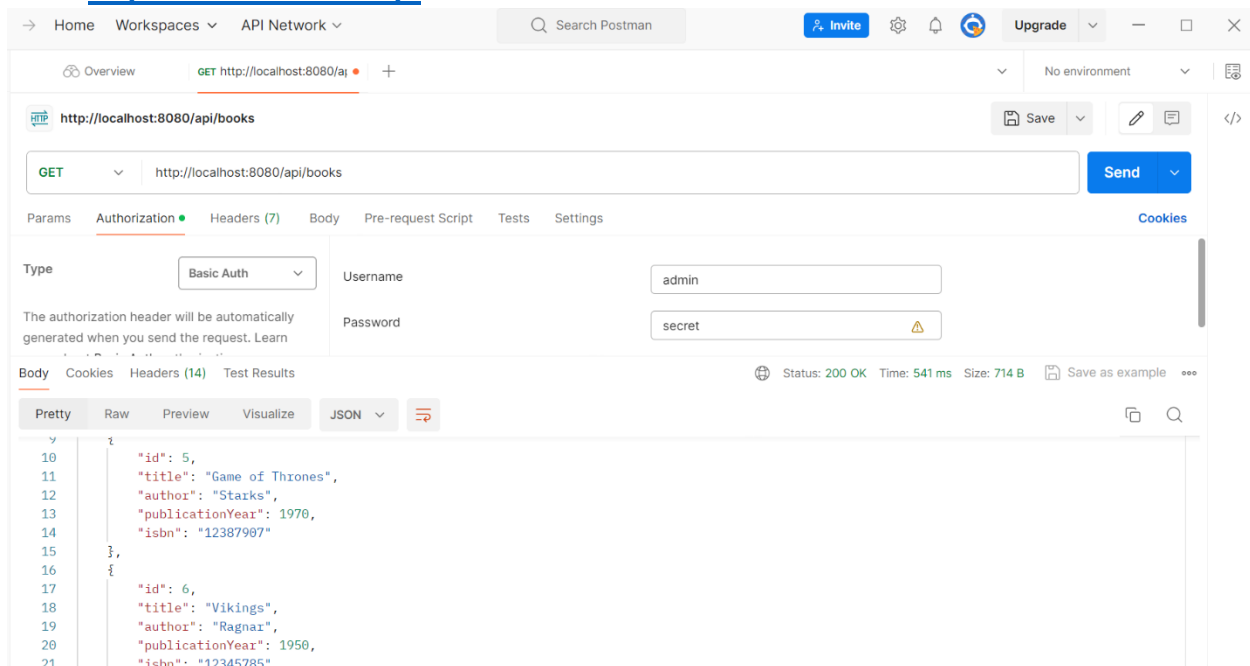 Home Workspaces API Network Search Postman Invite Upgrade
Overview GET http://localhost:8080/ap No environment
HTTP http://localhost:8080/api/books Save </>
GET http://localhost:8080/api/books Send
Params Authorization Headers (7) Body Pre-request Script Tests Settings Cookies
Type Basic Auth Username admin
The authorization header will be automatically
generated when you send the request. Learn
Password secret
Body Cookies Headers (14) Test Results Status: 200 OK Time: 541 ms Size: 714 B Save as example
Pretty Raw Preview Visualize JSON
9 {
10 "id": 5,
11 "title": "Game of Thrones",
12 "author": "Starks",
13 "publicationYear": 1970,
14 "isbn": "12387907"
15 },
16 {
17 "id": 6,
18 "title": "Vikings",
19 "author": "Ragnar",
20 "publicationYear": 1950,
21 "isbn": "12345785"